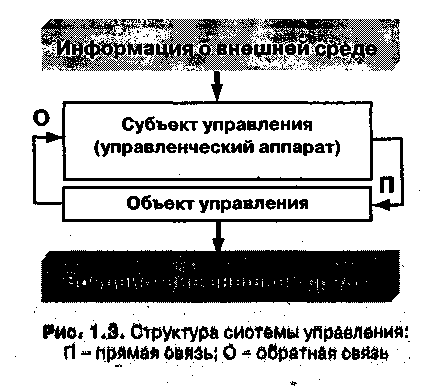 Информация о внешней среде
О
Субъект управления
(управленческий аппарат)
П
Объект управления
Рис. 1.3. Структура системы управления:
П – прямая связь; О – обратная связь